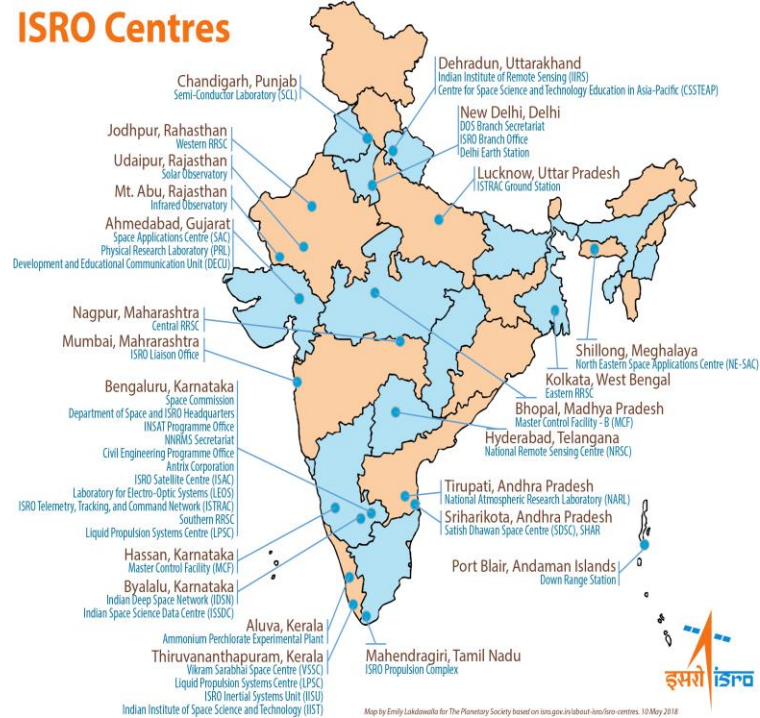 ISRO Centres
Chandigarh, Punjab
Semi-Conductor Laboratory (SCL)
Dehradun, Uttarakhand
Indian Institute of Remote Sensing (IIRS)
Centre for Space Science and Technology Education in Asia-Pacific (CSSTEAP)
New Delhi, Delhi
DOS Branch Secretariat
ISRO Branch Office
Delhi Earth Station
Jodhpur, Rahasthan
Western RRSC
Udaipur, Rajasthan
Solar Observatory
Lucknow, Uttar Pradesh
ISTRAC Ground Station
Mt. Abu, Rajasthan
Infrared Observatory
Ahmedabad, Gujarat
Space Applications Centre (SAC)
Physical Research Laboratory (PRL)
Development and Educational Communication Unit (DECU)
Nagpur, Maharashtra
Central RRSC
Mumbai, Mahrarashtra
ISRO Liaison Office
Shillong, Meghalaya
North Eastern Space Applications Centre (NE-SAC)
Kolkata, West Bengal
Eastern RRSC
Bhopal, Madhya Pradesh
Master Control Facility - B (MCF)
Hyderabad, Telangana
National Remote Sensing Centre (NRSC)
Bengaluru, Karnataka
Space Commission
Department of Space and ISRO Headquarters
INSAT Programme Office
NNRMS Secretariat
Civil Engineering Programme Office
Antrix Corporation
ISRO Satellite Centre (ISAC)
Laboratory for Electro-Optic Systems (LEOS)
ISRO Telemetry, Tracking, and Command Network (ISTRAC)
Southern RRSC
Liquid Propulsion Systems Centre (LPSC)
Tirupati, Andhra Pradesh
National Atmospheric Research Laboratory (NARL)
Sriharikota, Andhra Pradesh
Satish Dhawan Space Centre (SDSC), SHAR
Hassan, Karnataka
Master Control Facility (MCF)
Port Blair, Andaman Islands
Down Range Station
Byalalu, Karnataka
Indian Deep Space Network (IDSN)
Indian Space Science Data Centre (ISSDC)
Aluva, Kerala
Ammonium Perchlorate Experimental Plant
Thiruvananthapuram, Kerala
Vikram Sarabhai Space Centre (VSSC)
Liquid Propulsion Systems Centre (LPSC)
ISRO Inertial Systems Unit (IISU)
Indian Institute of Space Science and Technology (IIST)
Mahendragiri, Tamil Nadu
ISRO Propulsion Complex
इसरो isro
Map by Emily Lakdawalla for The Planetary Society based on isro.gov.in/about-isro/isro-centres. 10 May 2018